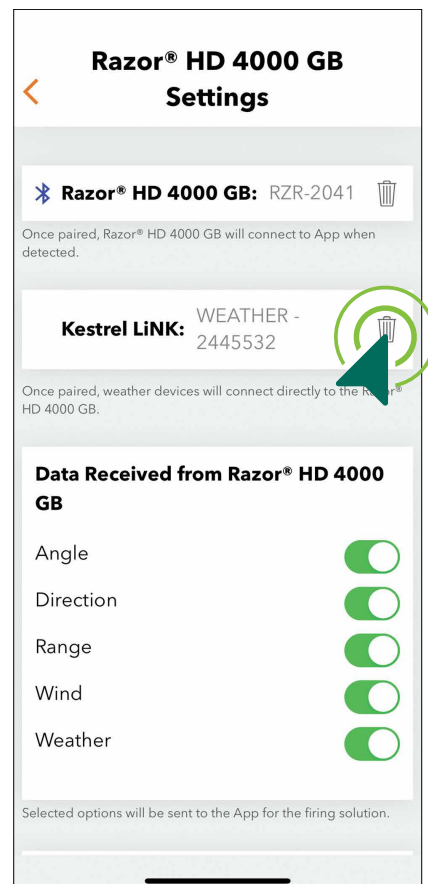 Razor® HD 4000 GB
Settings
Razor® HD 4000 GB: RZR-2041
Once paired, Razor® HD 4000 GB will connect to App when
detected.
Kestrel LiNK: WEATHER -
2445532
Once paired, weather devices will connect directly to the
HD 4000 GB.
Data Received from Razor® HD 4000
GB
Angle
Direction
Range
Wind
Weather
Selected options will be sent to the App for the firing solution.